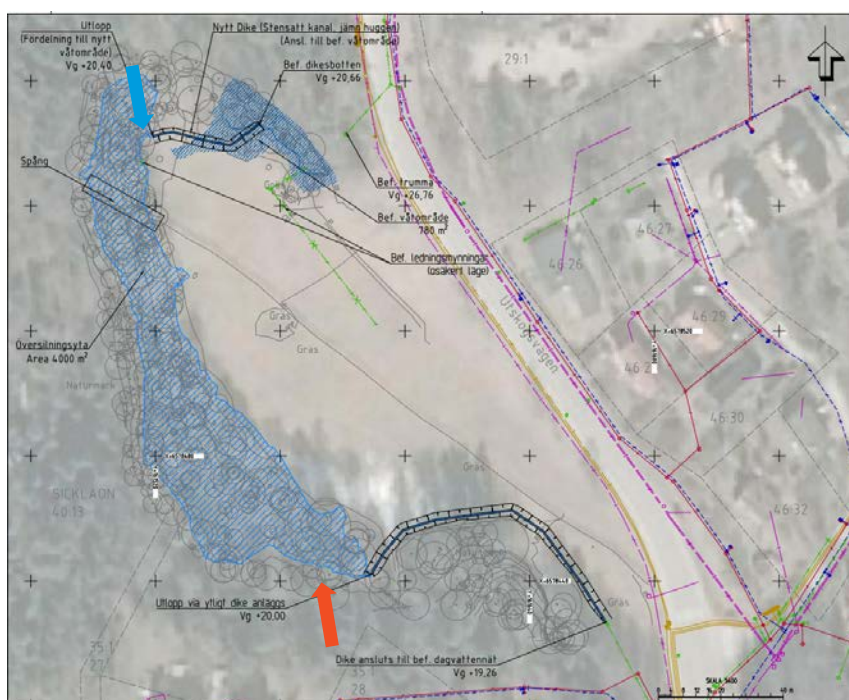 Utlopp
(Fördelning till nytt
våtområde)
Vg +20,40
Nytt Dike (Stensatt kanal, jämn huggen)
(Ansl. till bef. våtområde)
Bef. dikesbotten
Vg +20,66
29:1
Spång
Bef. trumma
Vg +26,76
Bef. våtområde
780 m²
Bef. ledningsmynningar
(osäkert läge)
46:26
46:27
46:29
46:30
46:32
Utskogsvägen
Översilningsyta
Area 4000 m²
Gräs
Gräs
Naturmark
Gräs
SICKLAÖN
40:13
Utlopp via ytligt dike anläggs
Vg +20,00
Gräs
Dike ansluts till bef. dagvattennät
Vg +19,26
35:1
27
28